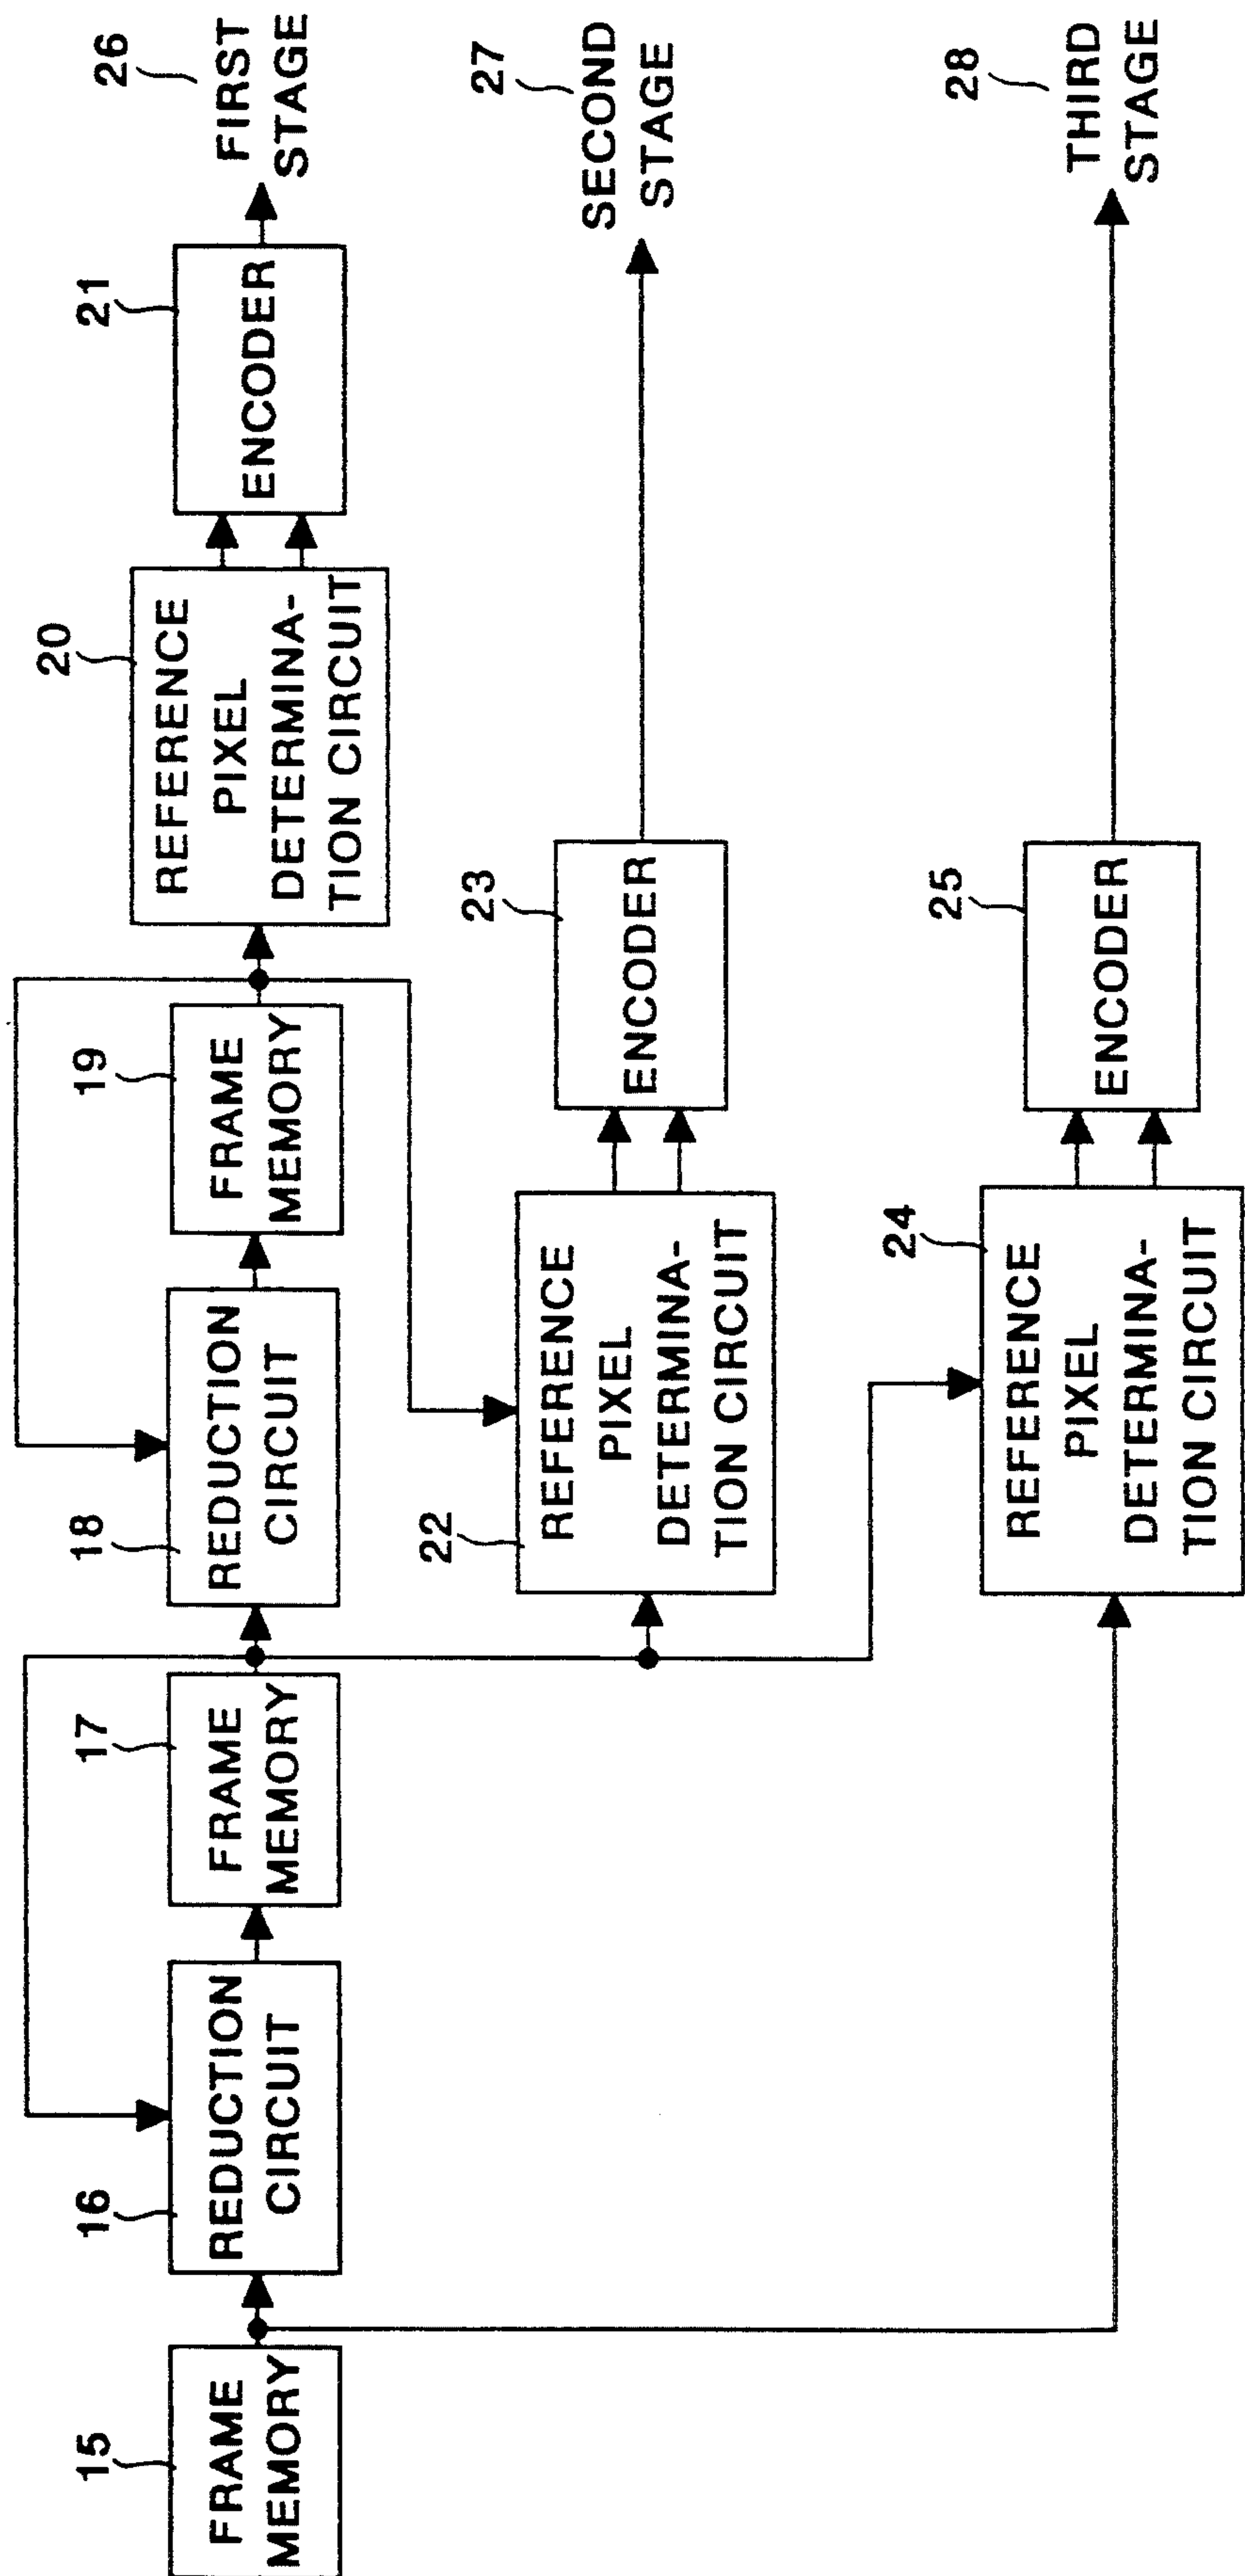 15
FRAME
MEMORY
16
REDUCTION
CIRCUIT
17
FRAME
MEMORY
18
REDUCTION
CIRCUIT
19
FRAME
MEMORY
20
REFERENCE
PIXEL
DETERMINA-
TION CIRCUIT
21
ENCODER
26
FIRST
STAGE
22
REFERENCE
PIXEL
DETERMINA-
TION CIRCUIT
23
ENCODER
27
SECOND
STAGE
24
REFERENCE
PIXEL
DETERMINA-
TION CIRCUIT
25
ENCODER
28
THIRD
STAGE